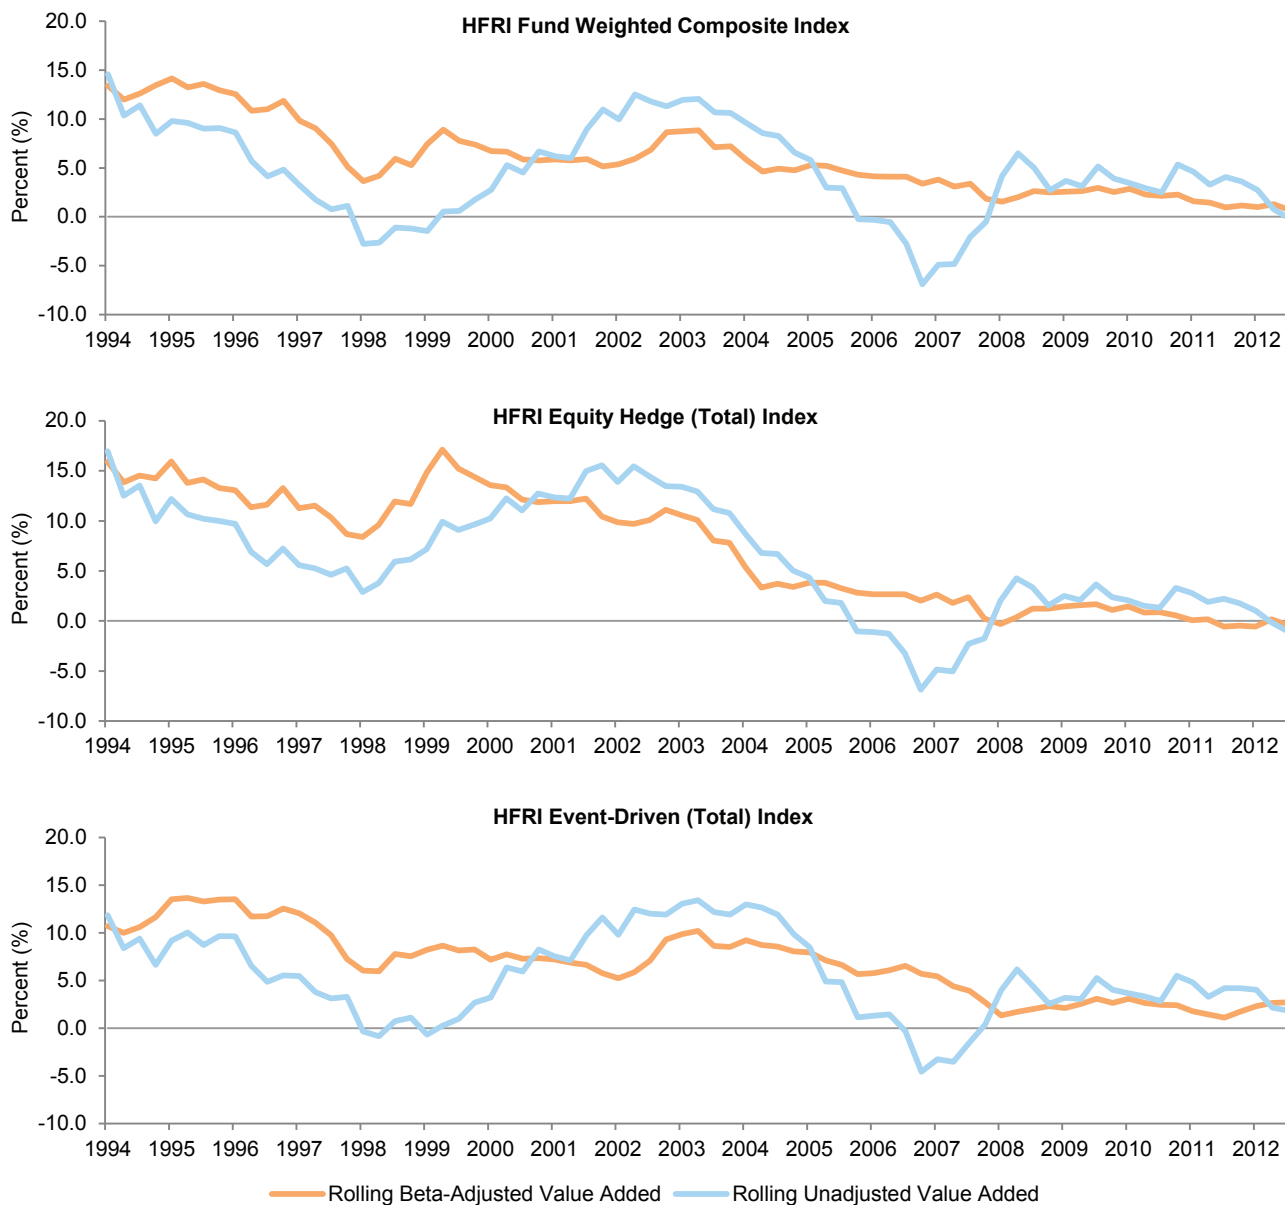 HFRI Fund Weighted Composite Index
Percent (%)
20.0
15.0
10.0
5.0
0.0
-5.0
-10.0
1994 1995 1996 1997 1998 1999 2000 2001 2002 2003 2004 2005 2006 2007 2008 2009 2010 2011 2012
HFRI Equity Hedge (Total) Index
Percent (%)
20.0
15.0
10.0
5.0
0.0
-5.0
-10.0
1994 1995 1996 1997 1998 1999 2000 2001 2002 2003 2004 2005 2006 2007 2008 2009 2010 2011 2012
HFRI Event-Driven (Total) Index
Percent (%)
20.0
15.0
10.0
5.0
0.0
-5.0
-10.0
1994 1995 1996 1997 1998 1999 2000 2001 2002 2003 2004 2005 2006 2007 2008 2009 2010 2011 2012
Rolling Beta-Adjusted Value Added Rolling Unadjusted Value Added